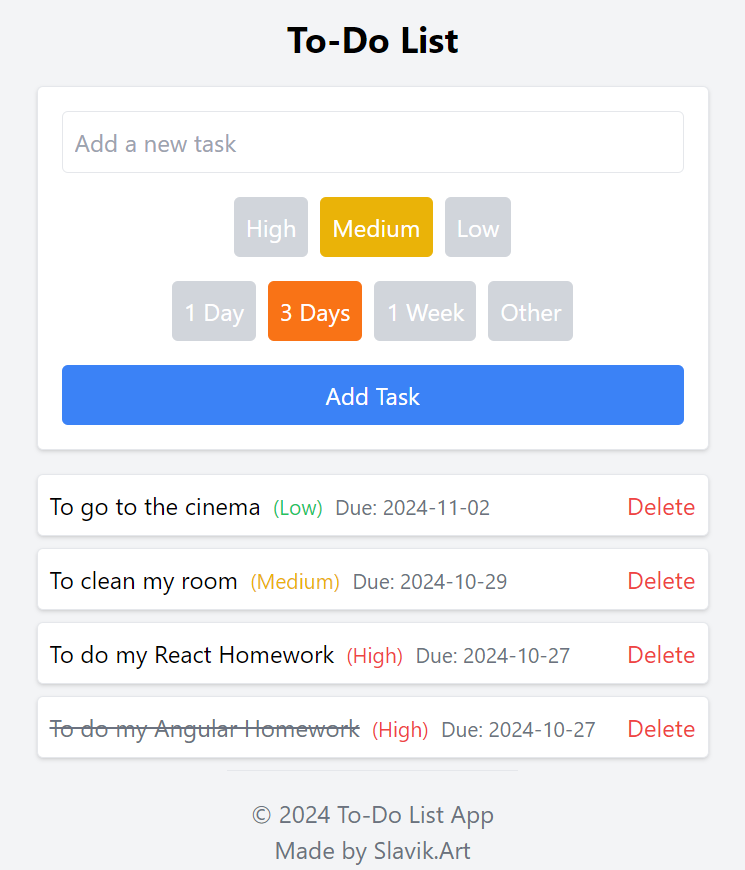 To-Do List
Add a new task
High Medium Low
1 Day 3 Days 1 Week Other
Add Task
To go to the cinema (Low) Due: 2024-11-02 Delete
To clean my room (Medium) Due: 2024-10-29 Delete
To do my React Homework (High) Due: 2024-10-27 Delete
To do my Angular Homework (High) Due: 2024-10-27 Delete
© 2024 To-Do List App
Made by Slavik.Art